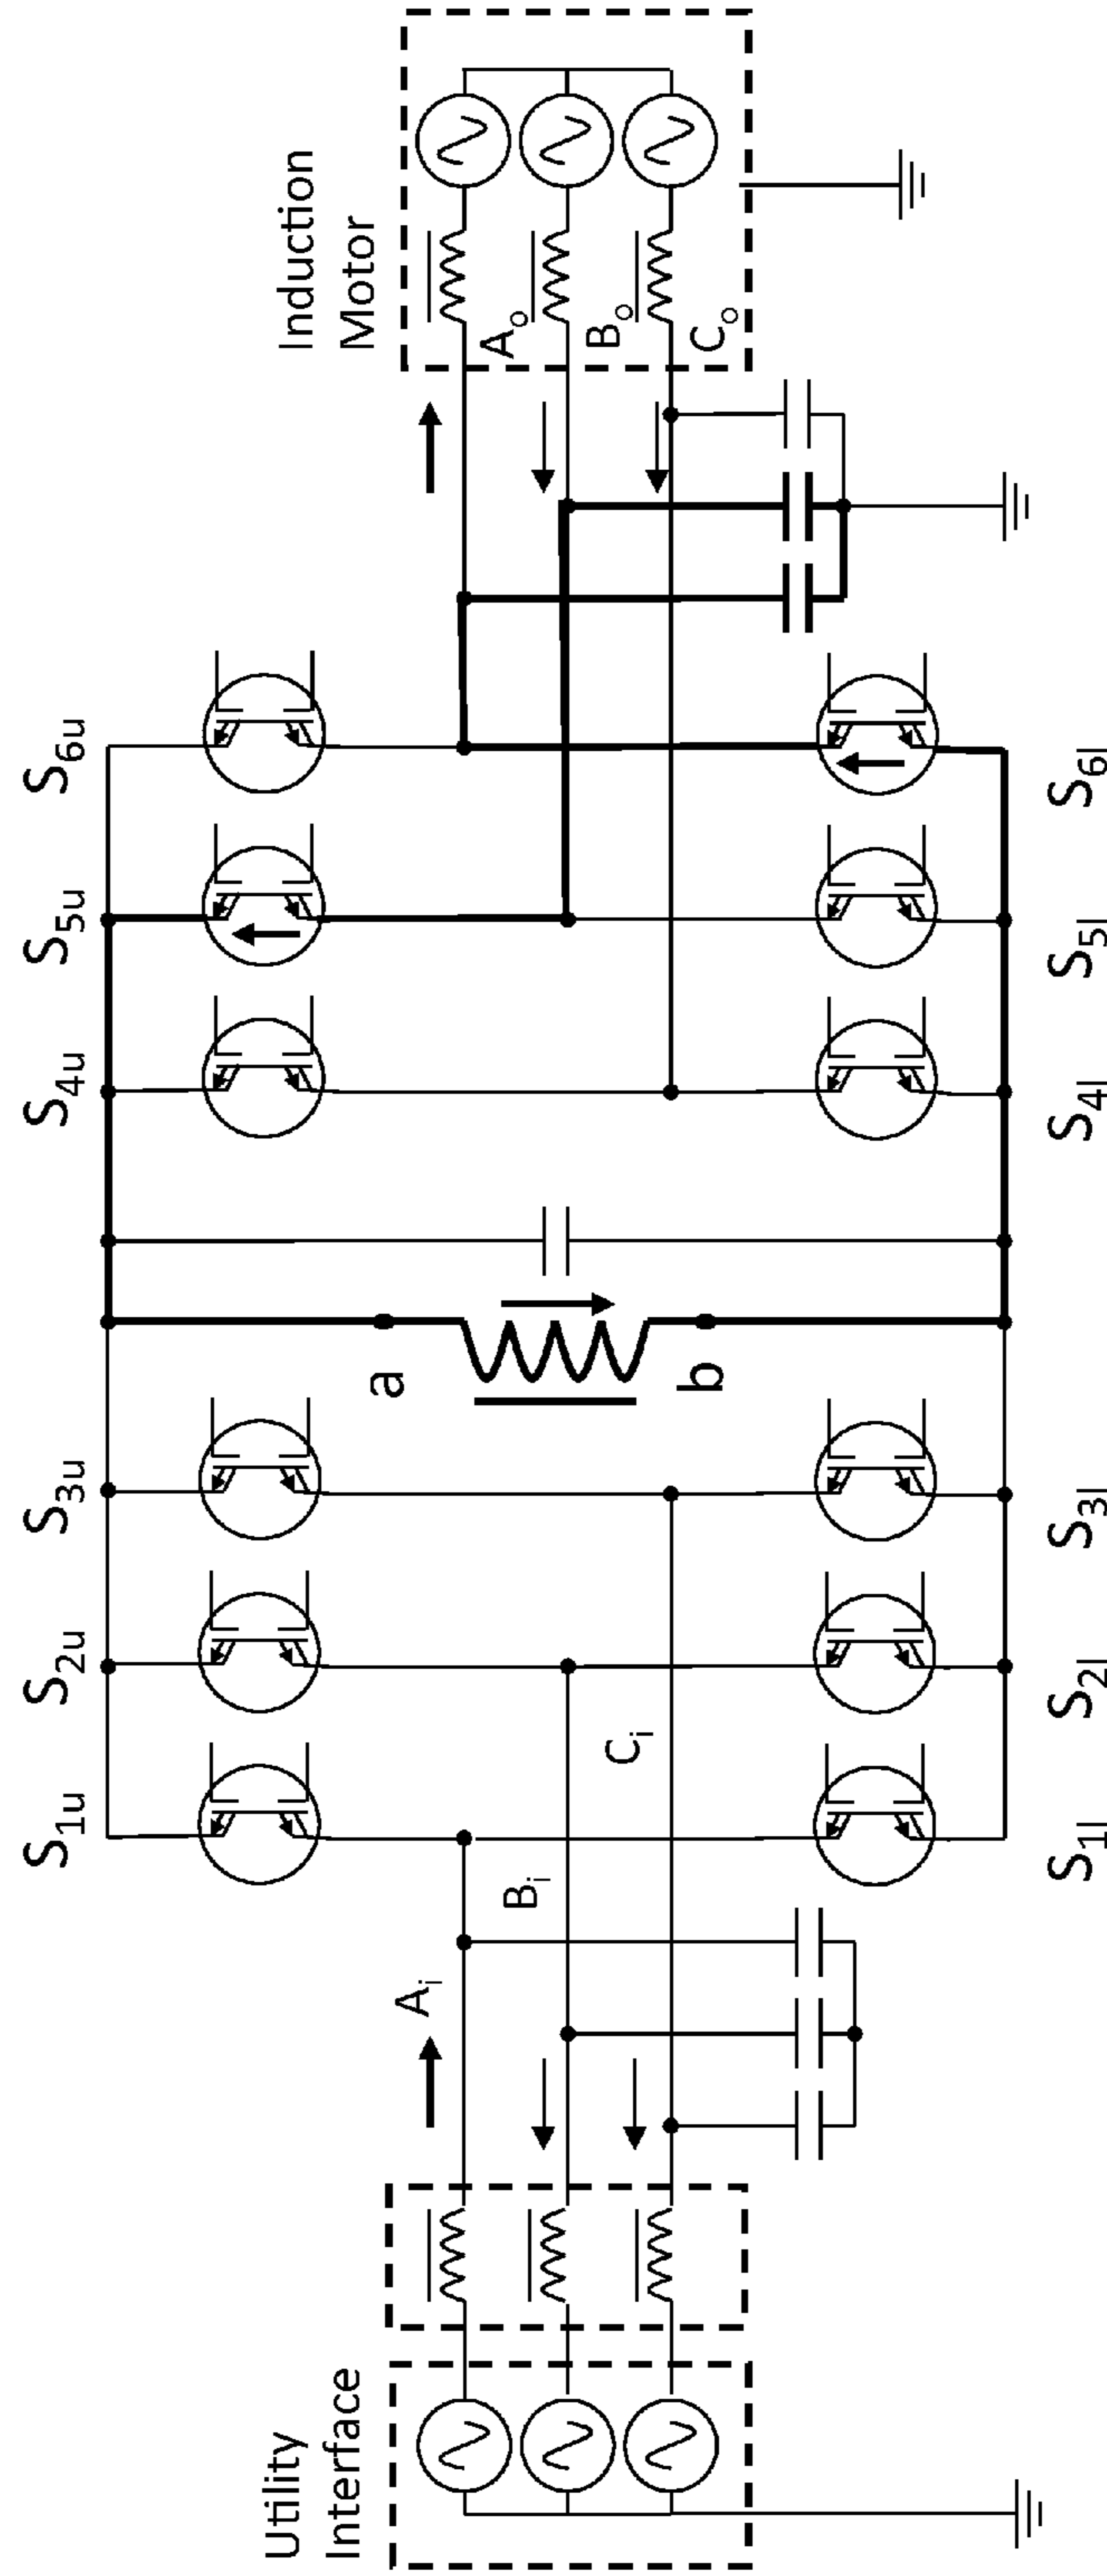 Utility
Interface
Induction
Motor
S1u
S2u
S3u
S4u
S5u
S6u
Ai
Bi
Ci
a
b
Ao
Bo
Co
S1l
S2l
S3l
S4l
S5l
S6l